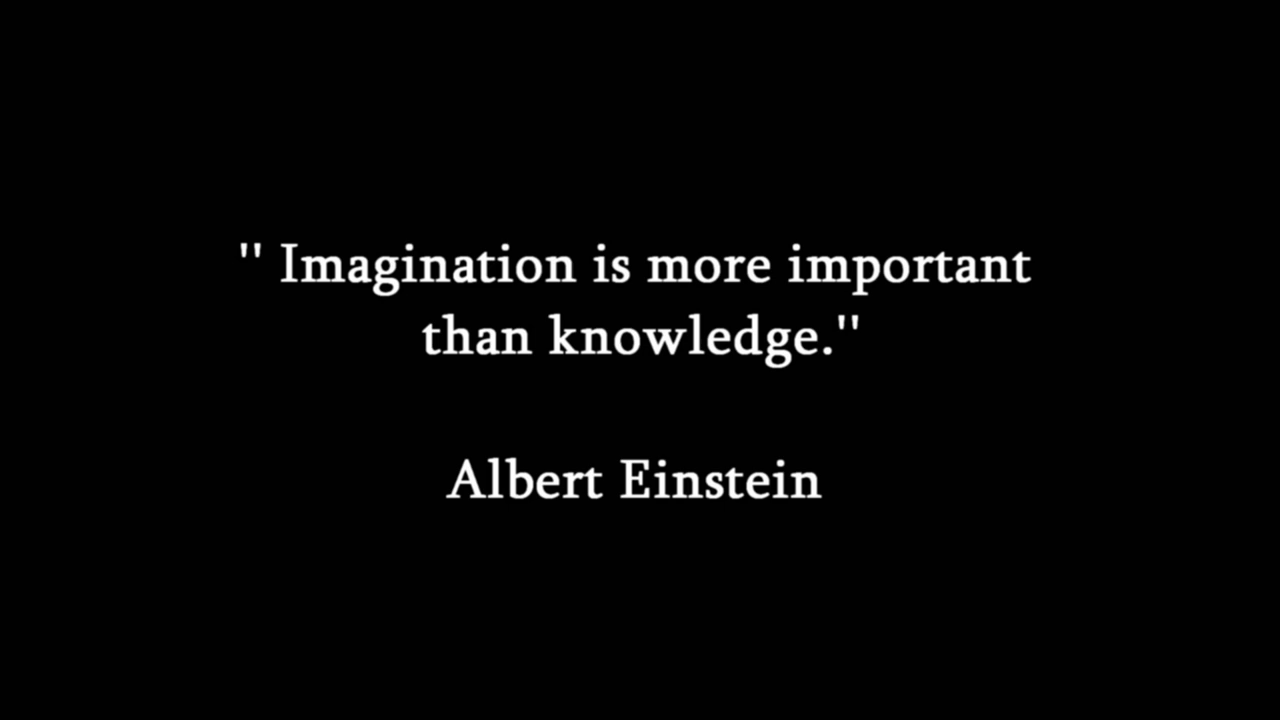 " Imagination is more important
than knowledge."
Albert Einstein